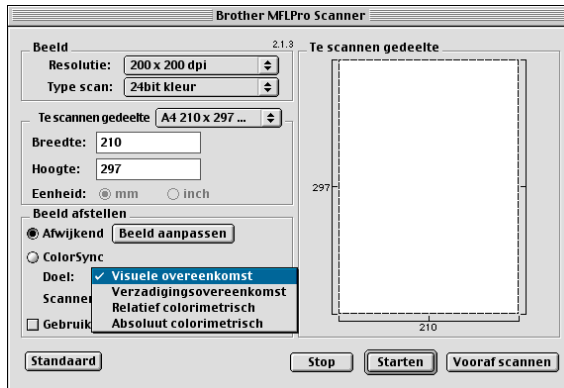 Brother MFLPro Scanner
Beeld
2.1.3
Resolutie: 200 x 200 dpi
Type scan: 24bit kleur
Te scannen gedeelte A4 210 x 297 ...
Breedte: 210
Hoogte: 297
Eenheid: mm inch
Beeld afstellen
Afwijkend Beeld aanpassen
ColorSync
Doel: ✓ Visuele overeenkomst
Verzadigingsovereenkomst
Scanner
Relatief colorimetrisch
Absoluut colorimetrisch
Gebruik
Standaard
Te scannen gedeelte
297
210
Stop Starten Vooraf scannen